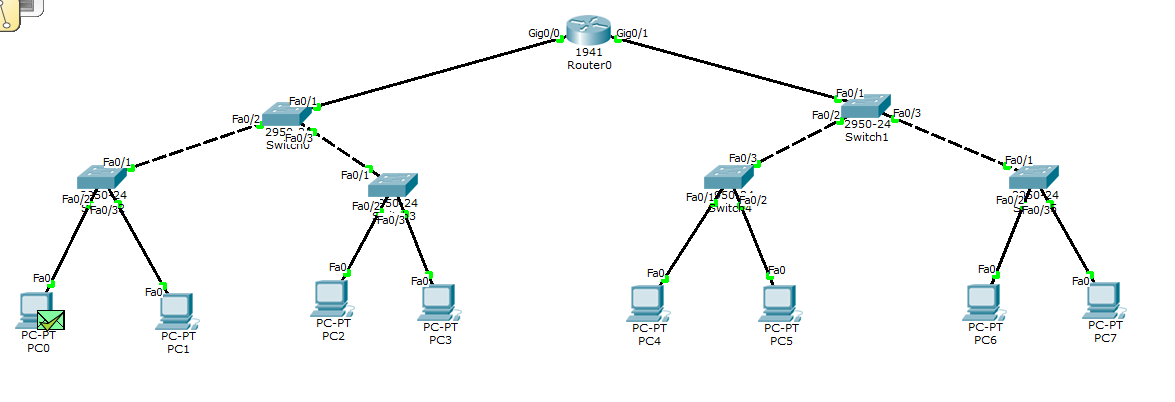 Gig0/0
Gig0/1
1941
Router0
Fa0/1
Fa0/2
Fa0/3
Switch0
Fa0/1
Fa0/2
Fa0/3
2950-24
Switch1
Fa0/1
Fa0/2
Fa0/3
Fa0/1
Fa0/2
Fa0/3
Fa0/3
Fa0/1
Fa0/2
Fa0/1
Fa0/2
Fa0/3
Fa0
PC-PT
PC0
Fa0
PC-PT
PC1
Fa0
PC-PT
PC2
Fa0
PC-PT
PC3
Fa0
PC-PT
PC4
Fa0
PC-PT
PC5
Fa0
PC-PT
PC6
Fa0
PC-PT
PC7